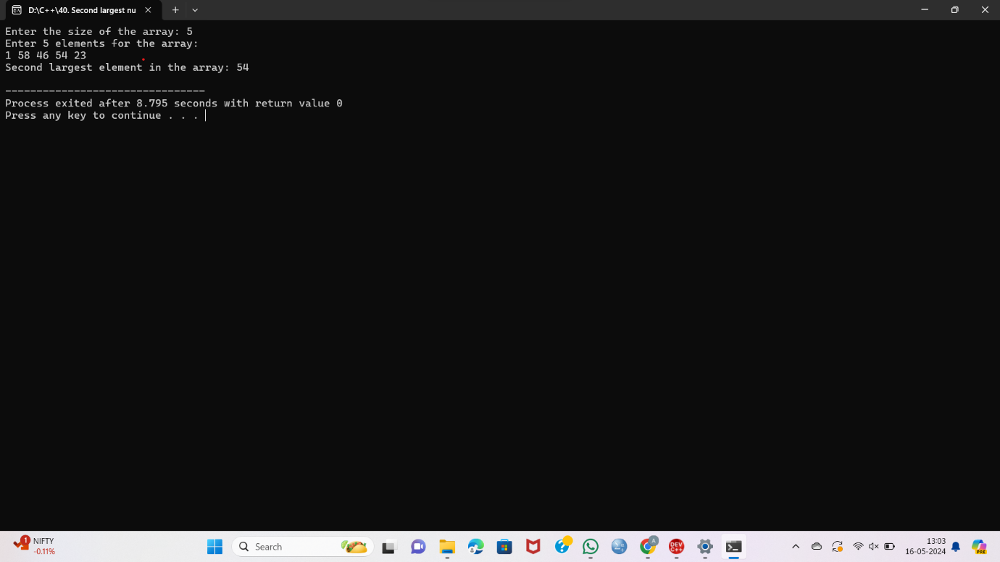 D:\C++\40. Second largest nu
Enter the size of the array: 5
Enter 5 elements for the array:
1 58 46 54 23
Second largest element in the array: 54
--------------------------------
Process exited after 8.795 seconds with return value 0
Press any key to continue . . .
1
NIFTY
-0.11%
Search
A
DEV
C++
13:03
16-05-2024
PRE